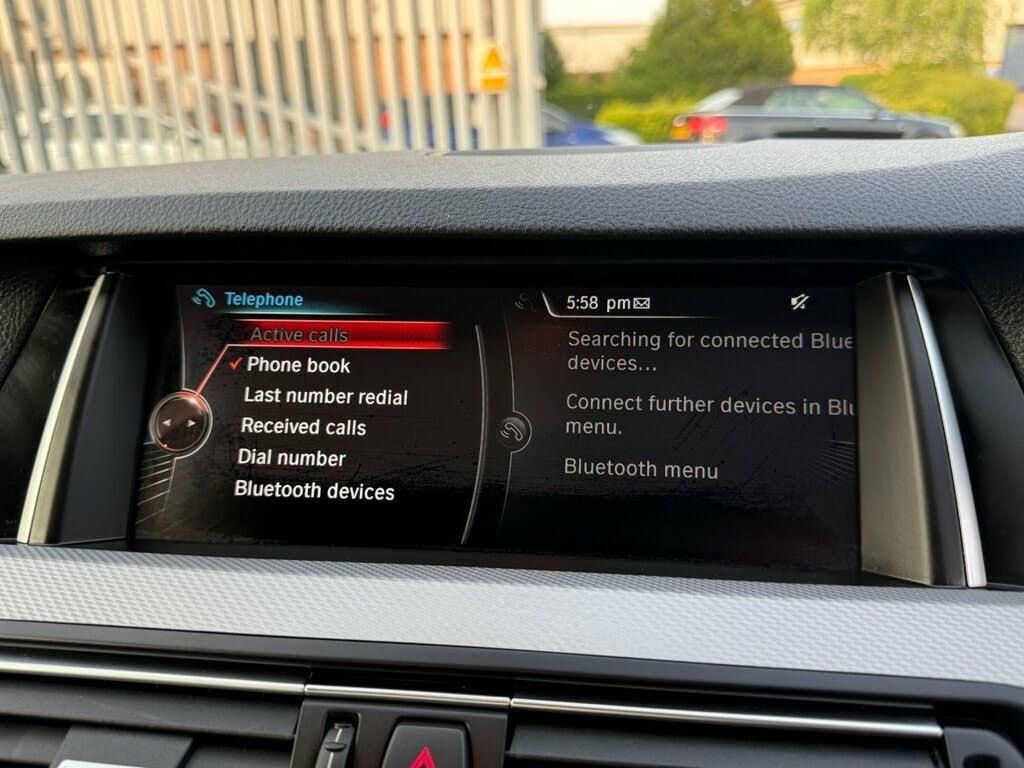 Telephone
Active calls
Phone book
Last number redial
Received calls
Dial number
Bluetooth devices
5:58 pm
Searching for connected Blue
devices...
Connect further devices in Blu
menu.
Bluetooth menu